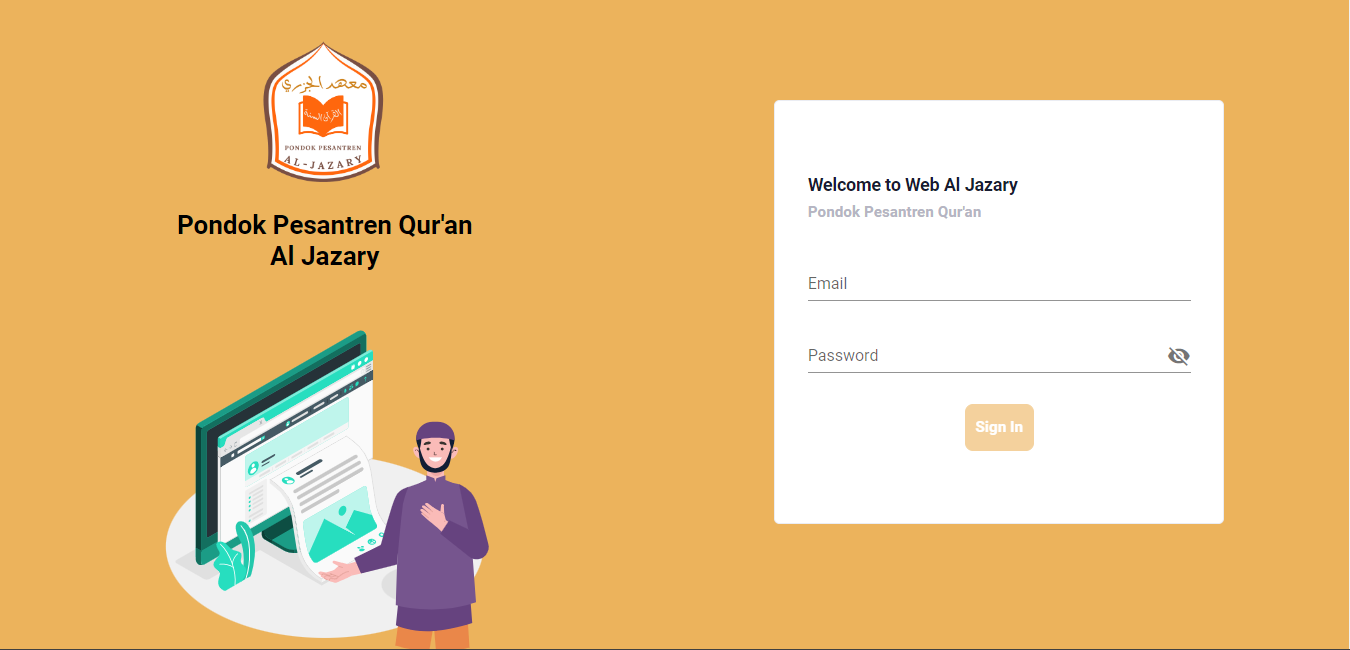 معهد الجزري
القرآن السنة
PONDOK PESANTREN
AL-JAZARY
Pondok Pesantren Qur'an
Al Jazary
Welcome to Web Al Jazary
Pondok Pesantren Qur'an
Email
Password
Sign In